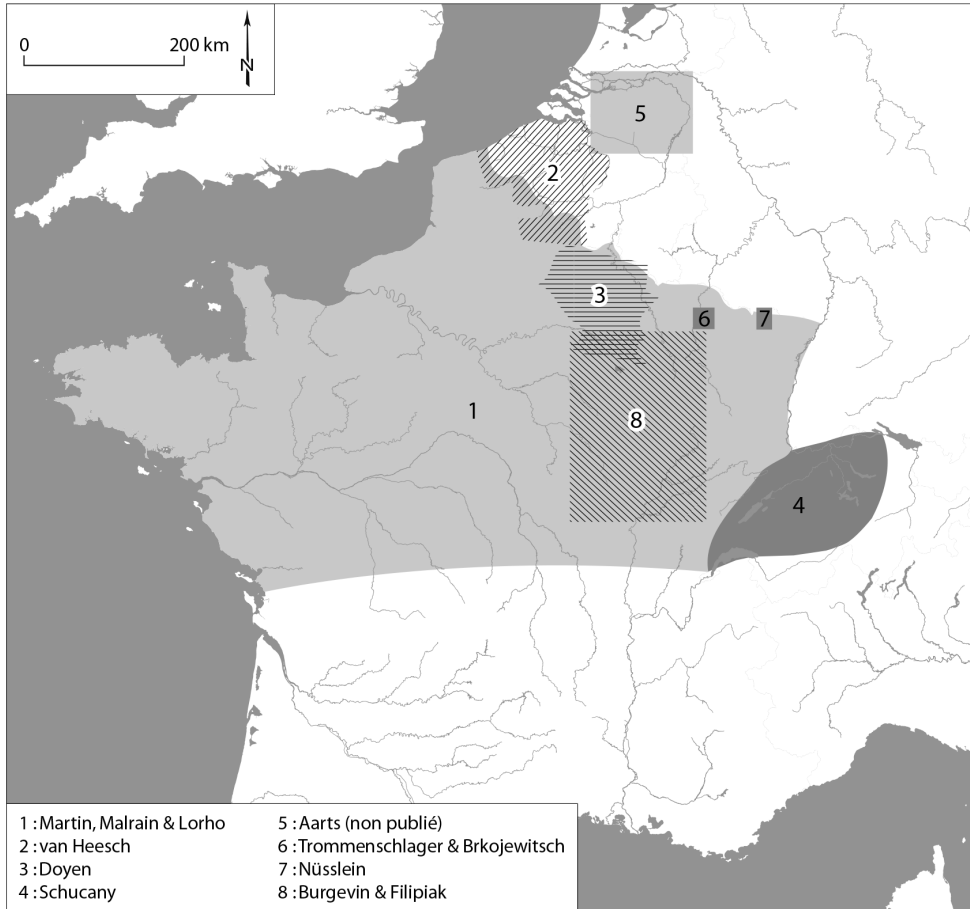 0 200 km
N
5
2
3
6 7
1
8
4
1 : Martin, Malrain & Lorho
2 : van Heesch
3 : Doyen
4 : Schucany
5 : Aarts (non publié)
6 : Trommenschlager & Brkojewitsch
7 : Nüsslein
8 : Burgevin & Filipiak